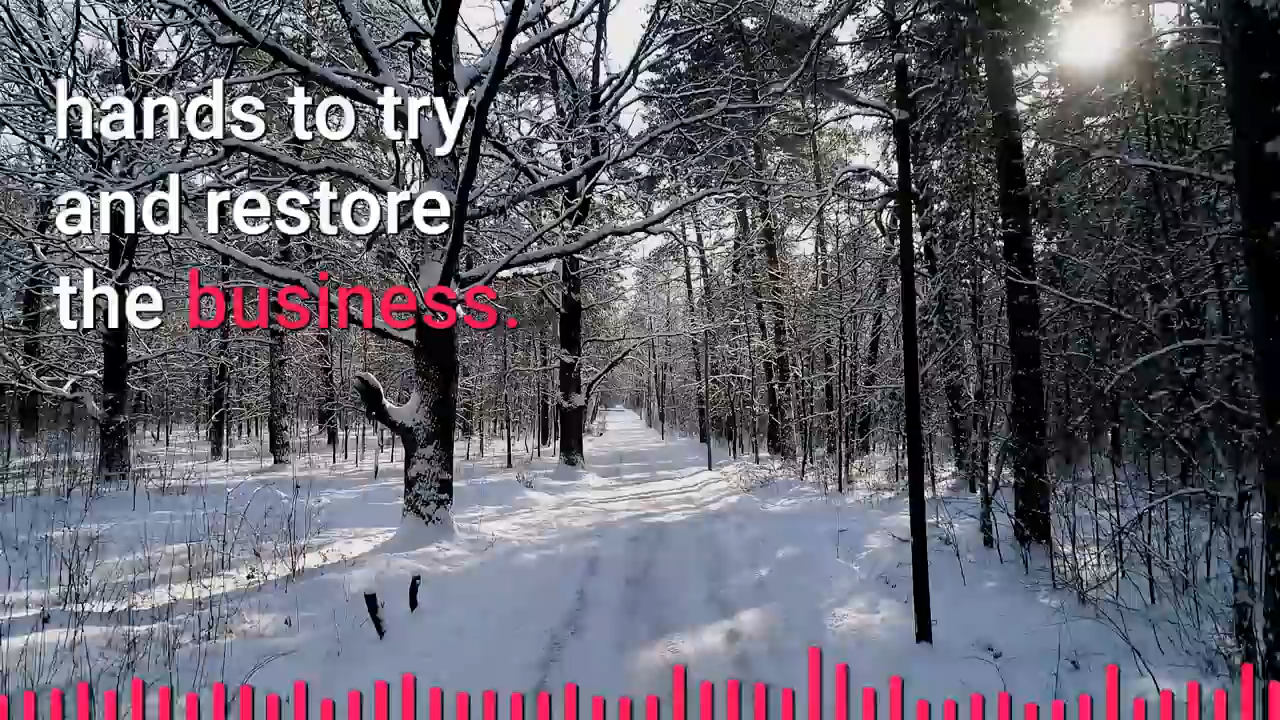 hands to try
and restore
the business.